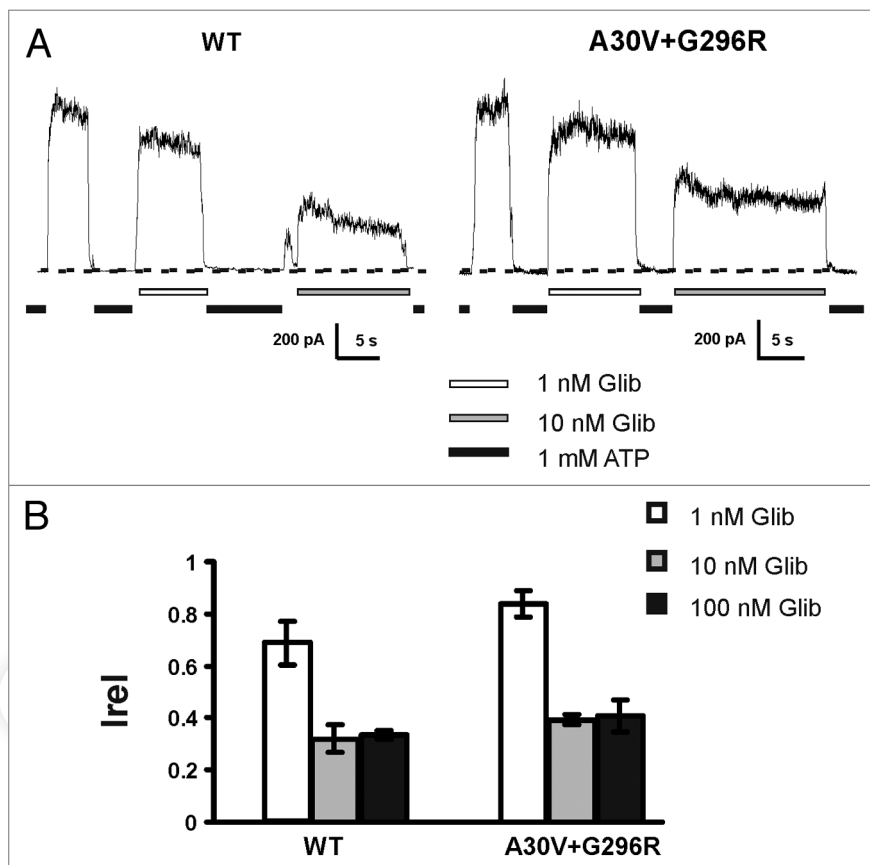 A
WT
A30V+G296R
200 pA
5 s
200 pA
5 s
1 nM Glib
10 nM Glib
1 mM ATP
B
1 nM Glib
10 nM Glib
100 nM Glib
1
0.8
0.6
0.4
0.2
0
Irel
WT
A30V+G296R